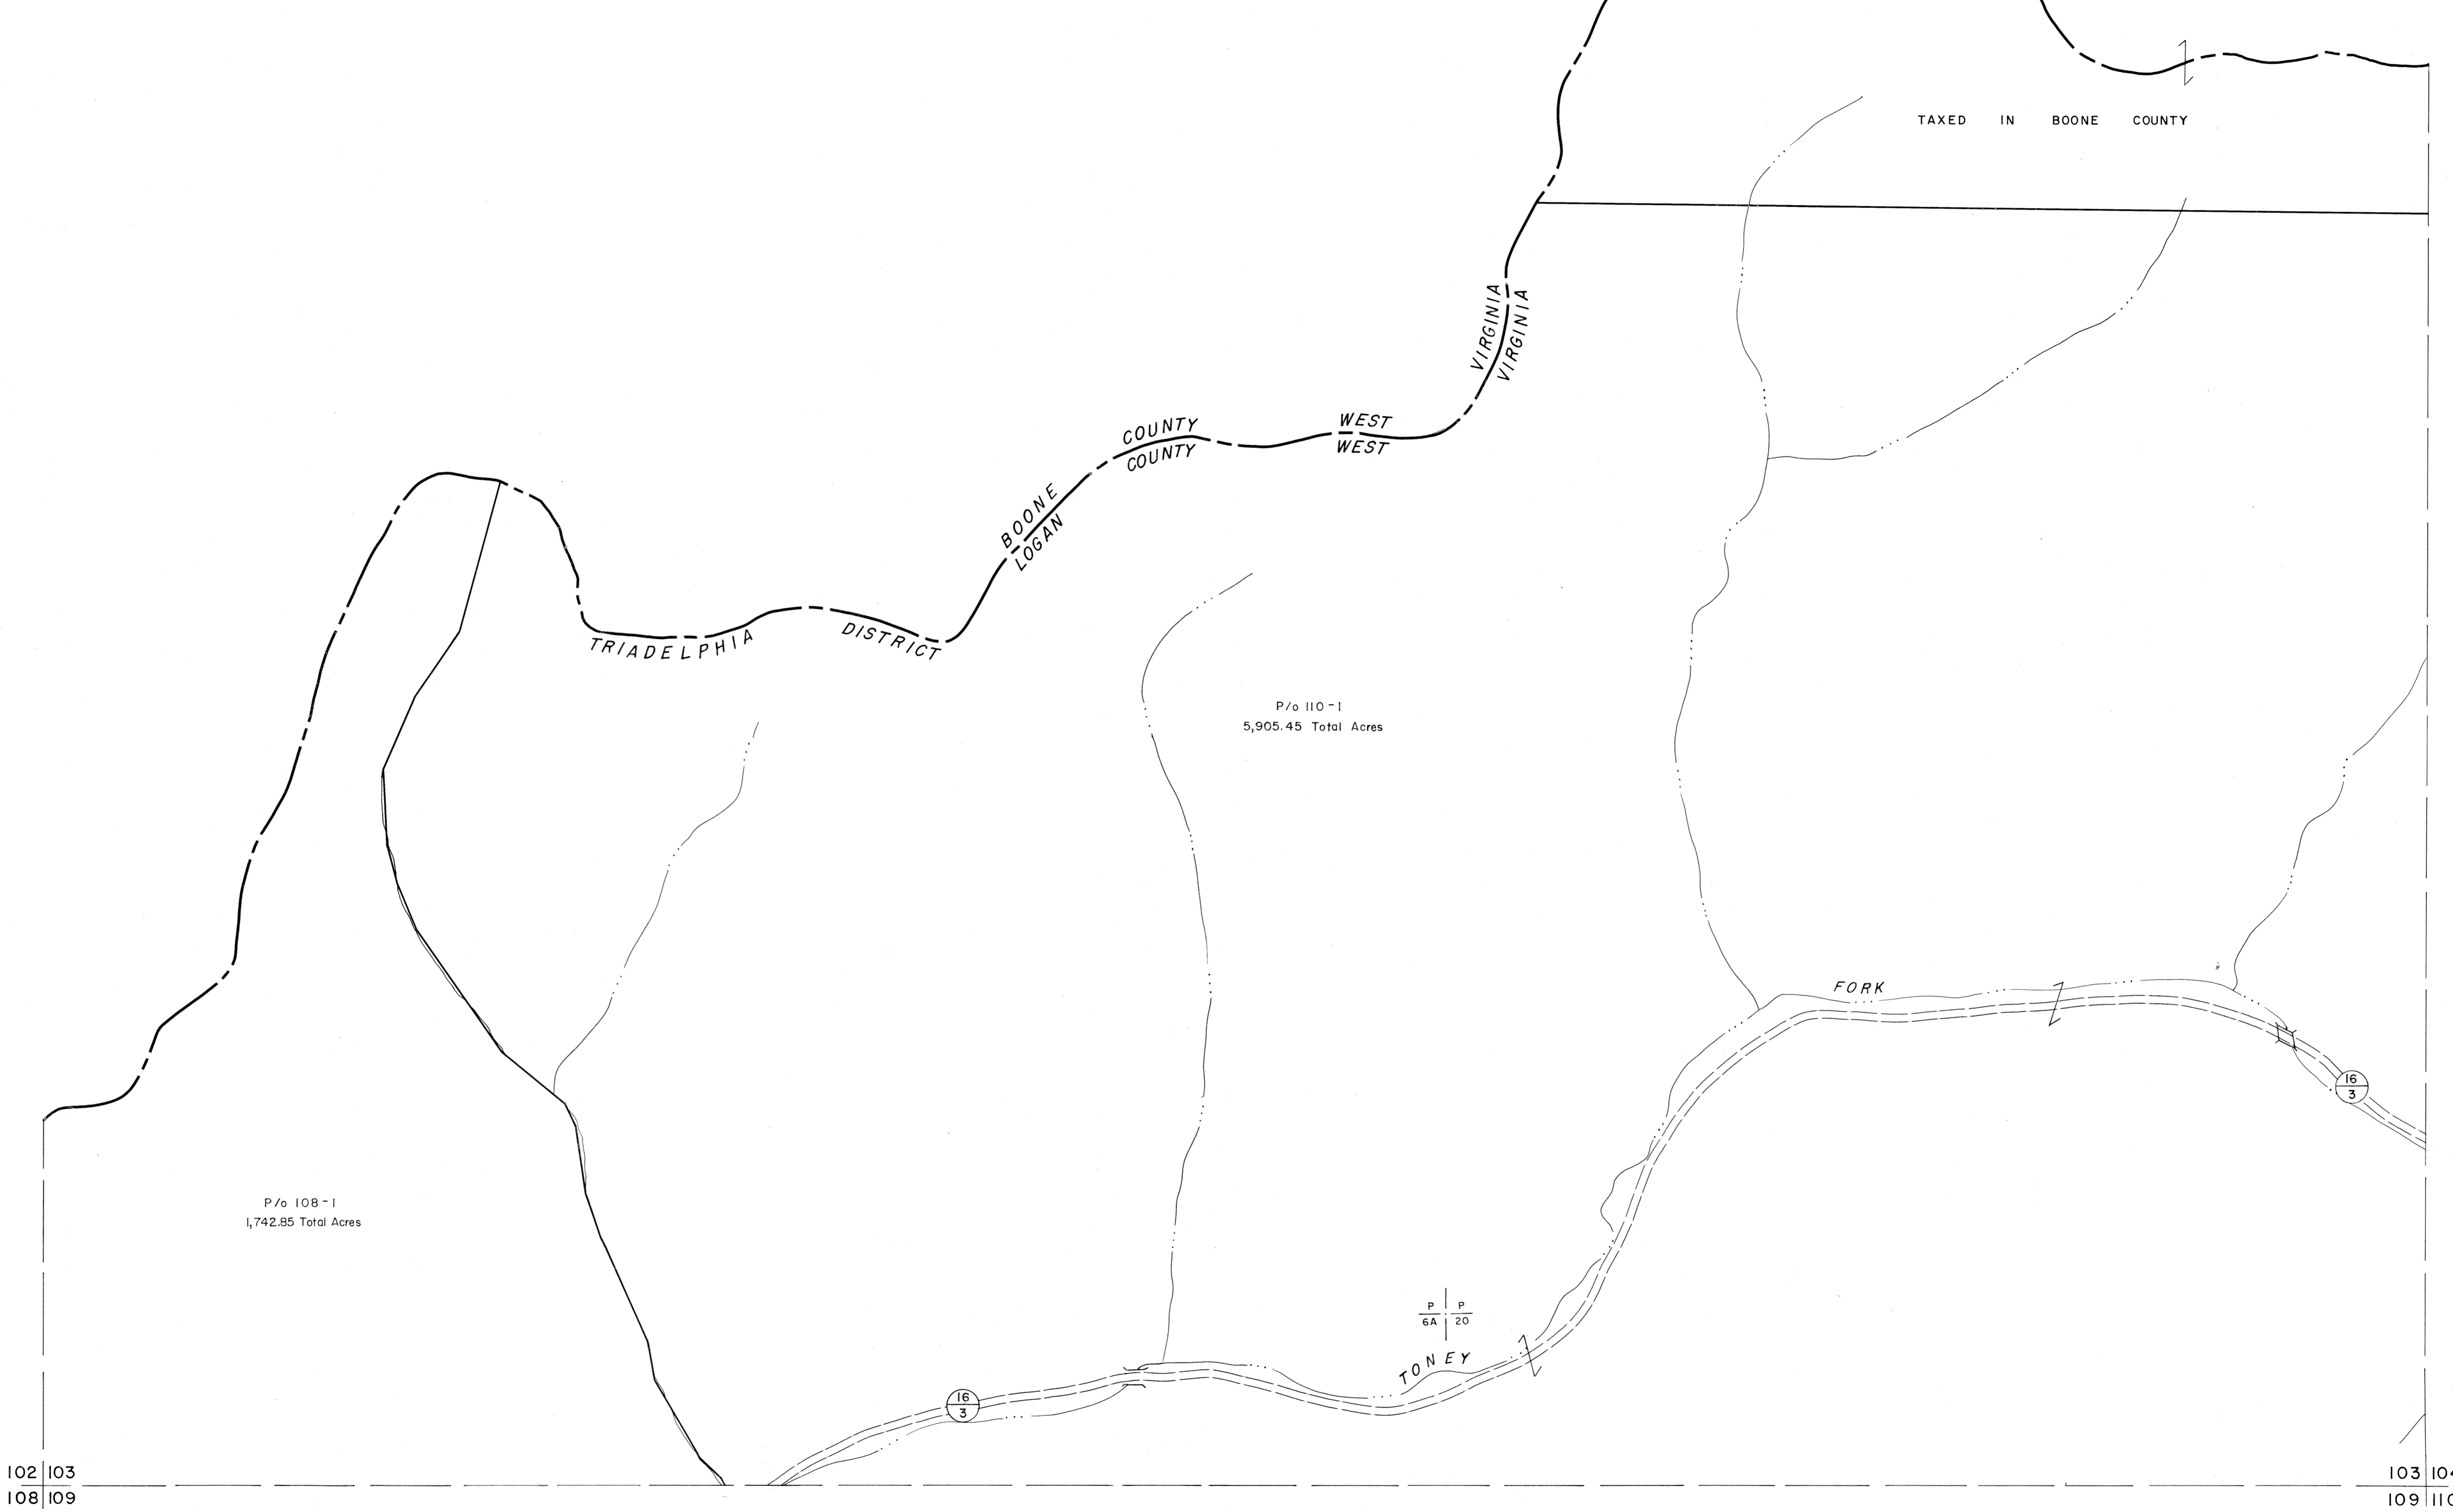 TAXED IN BOONE COUNTY
VIRGINIA
VIRGINIA
WEST
WEST
COUNTY
COUNTY
BOONE
LOGAN
TRIADELPHIA DISTRICT
P/o 110-1
5,905.45 Total Acres
FORK
16
3
P/o 108-1
1,742.85 Total Acres
P P
6A 20
TONEY
16
3
102 103
108 109
103
109